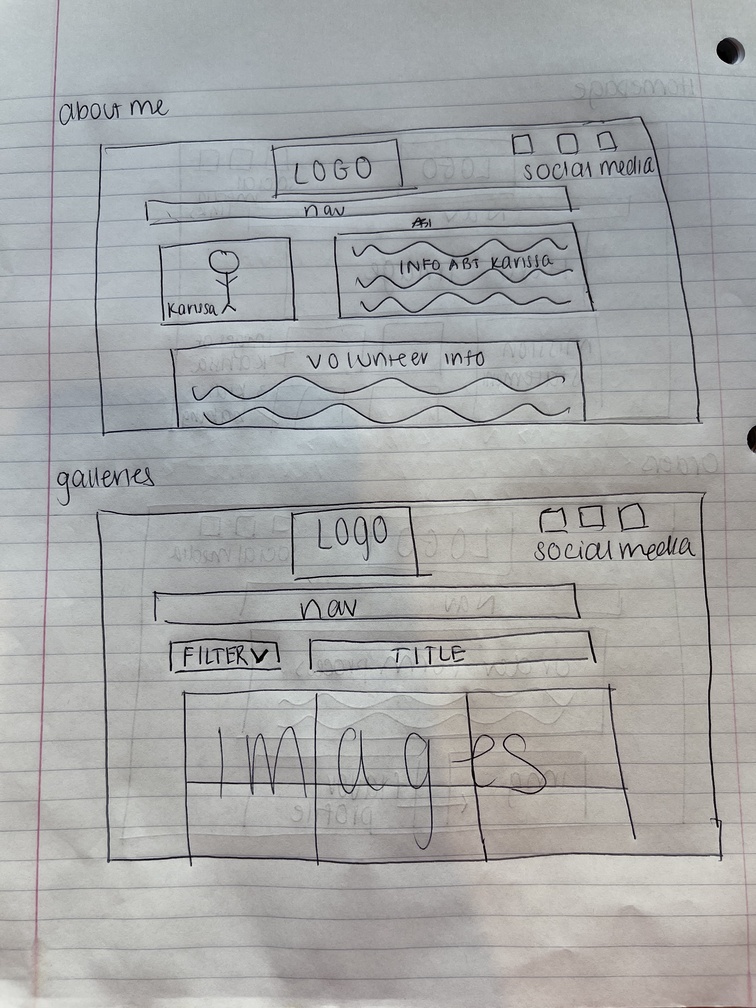 about me
LOGO
social media
nav
INFO ABT Karissa
Karissa
volunteer info
galleries
LOGO
social media
nav
FILTER
TITLE
images